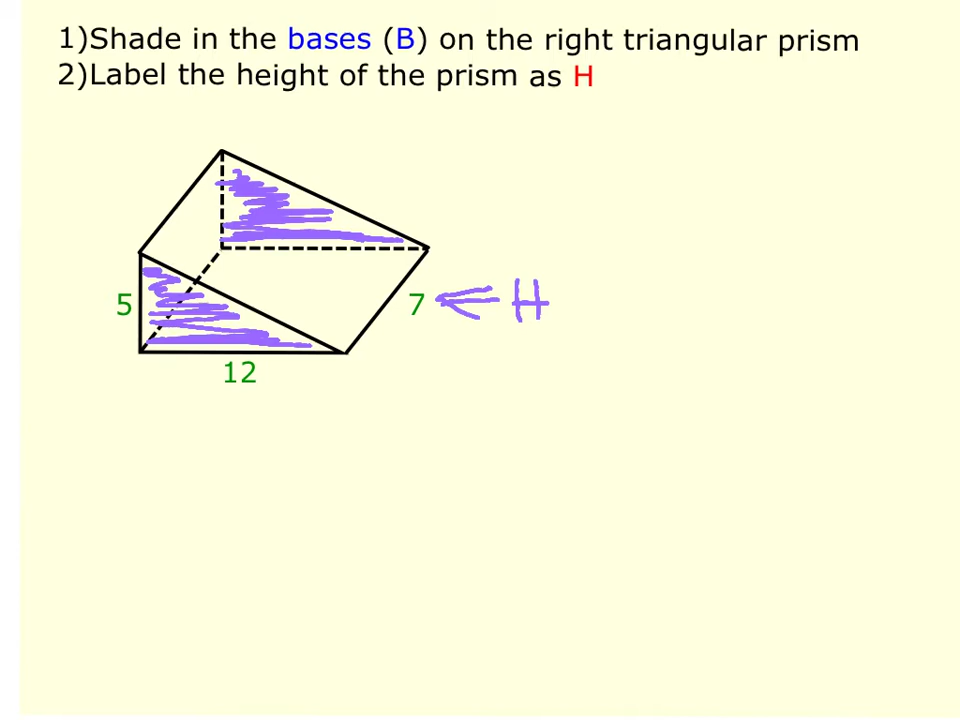 1)Shade in the bases (B) on the right triangular prism
2)Label the height of the prism as H
5
7
H
12